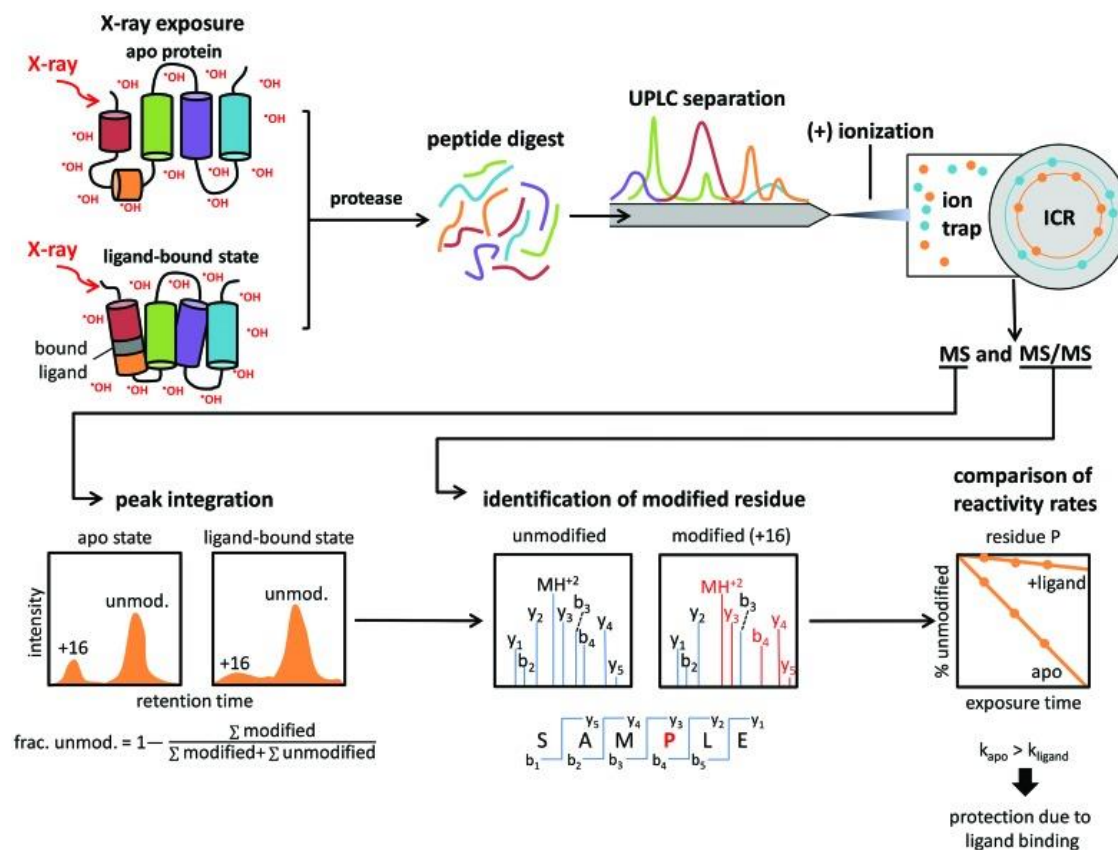 X-ray exposure
apo protein
X-ray
•OH •OH •OH •OH •OH
•OH
•OH
•OH
•OH
•OH •OH •OH
•OH
protease
peptide digest
UPLC separation
(+) ionization
ion
trap
ICR
X-ray
ligand-bound state
•OH •OH •OH
•OH
•OH
•OH
•OH
bound
ligand
•OH •OH •OH •OH
•OH •OH
MS and MS/MS
peak integration
apo state
ligand-bound state
intensity
+16
unmod.
+16
unmod.
retention time
frac. unmod. = 1— Σ modified
Σ modified+ Σ unmodified
identification of modified residue
unmodified
modified (+16)
MH+2
y1
b2
y2
y3
b3
b4
y4
y5
MH+2
y1
b2
y2
y3
b3
b4
y4
y5
y5 y4 y3 y2 y1
S A M P L E
b1 b2 b3 b4 b5
comparison of
reactivity rates
residue P
% unmodified
+ligand
apo
exposure time
kapo > kligand
protection due to
ligand binding